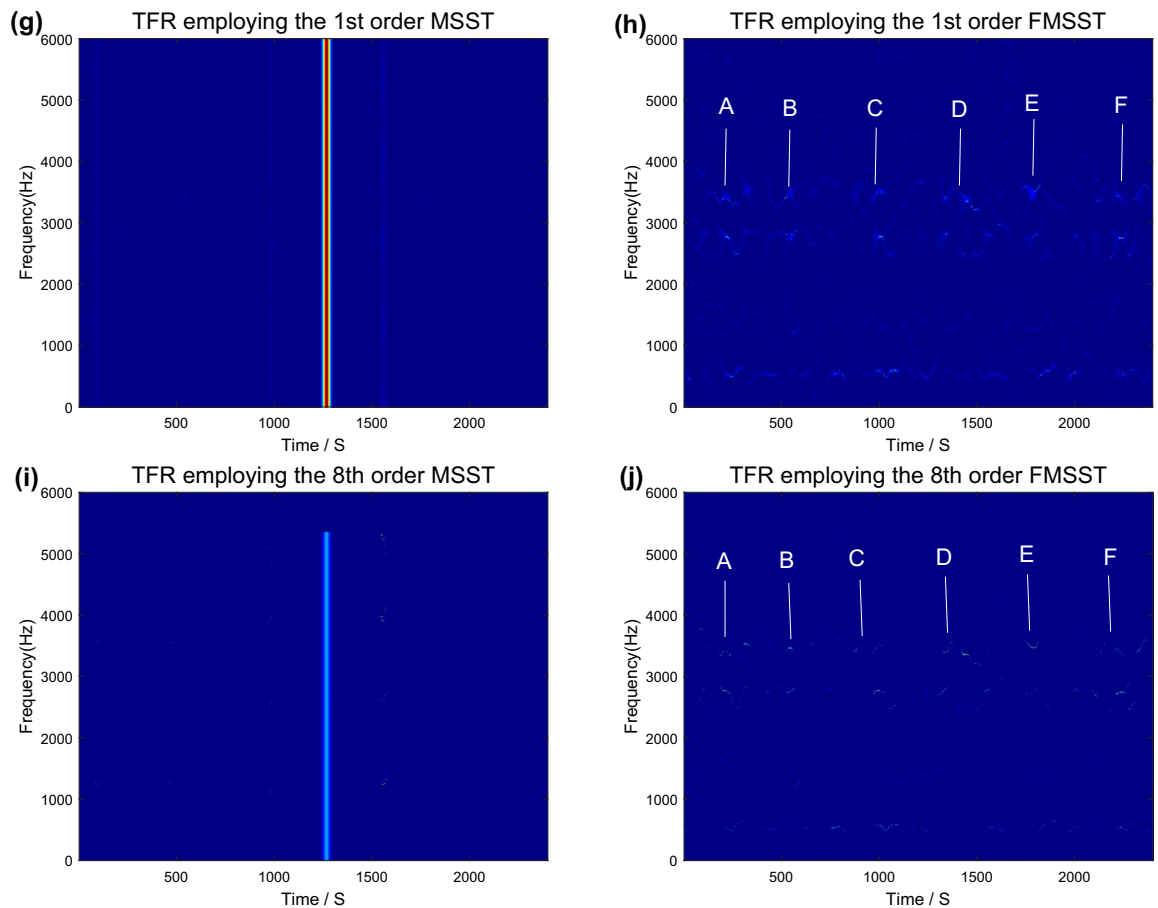 (g)
TFR employing the 1st order MSST
6000
5000
4000
3000
2000
1000
0
Frequency(Hz)
500
1000
1500
2000
Time / S
(h)
TFR employing the 1st order FMSST
6000
5000
4000
3000
2000
1000
0
Frequency(Hz)
A
B
C
D
E
F
500
1000
1500
2000
Time / S
(i)
TFR employing the 8th order MSST
6000
5000
4000
3000
2000
1000
0
Frequency(Hz)
500
1000
1500
2000
Time / S
(j)
TFR employing the 8th order FMSST
6000
5000
4000
3000
2000
1000
0
Frequency(Hz)
A
B
C
D
E
F
500
1000
1500
2000
Time / S